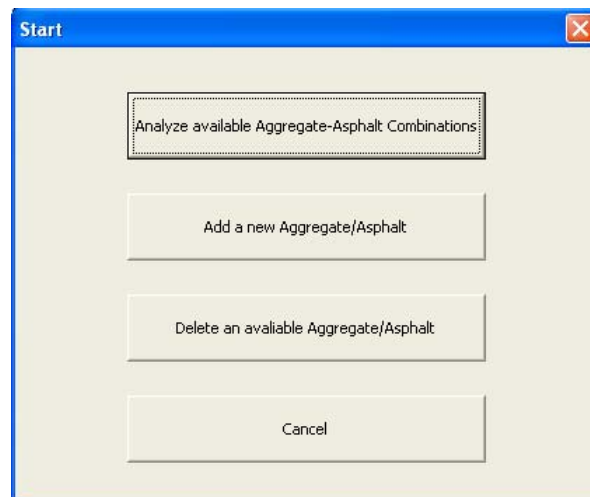 Start
Analyze available Aggregate-Asphalt Combinations
Add a new Aggregate/Asphalt
Delete an avaliable Aggregate/Asphalt
Cancel